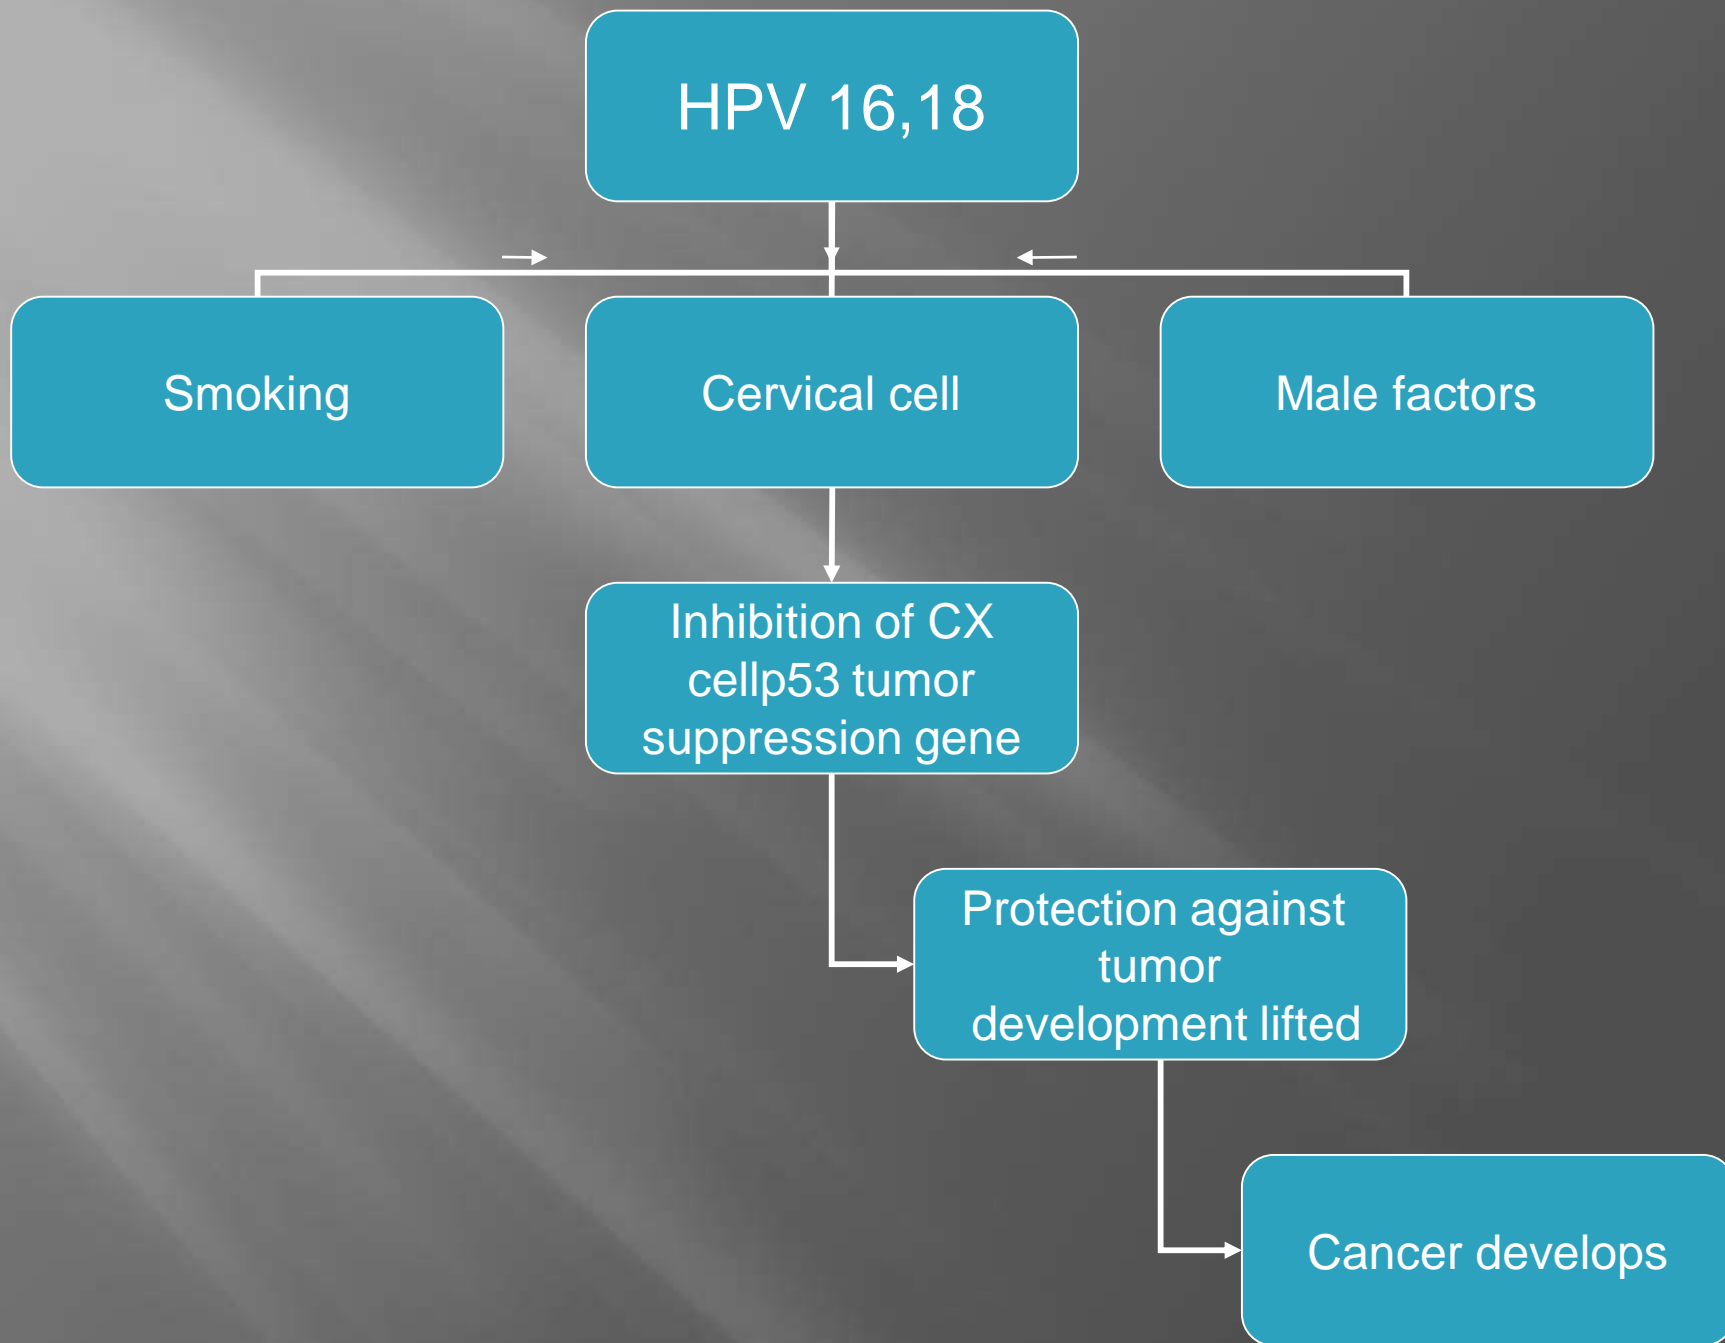 HPV 16,18
Smoking
Cervical cell
Male factors
Inhibition of CX
cellp53 tumor
suppression gene
Protection against
tumor
development lifted
Cancer develops